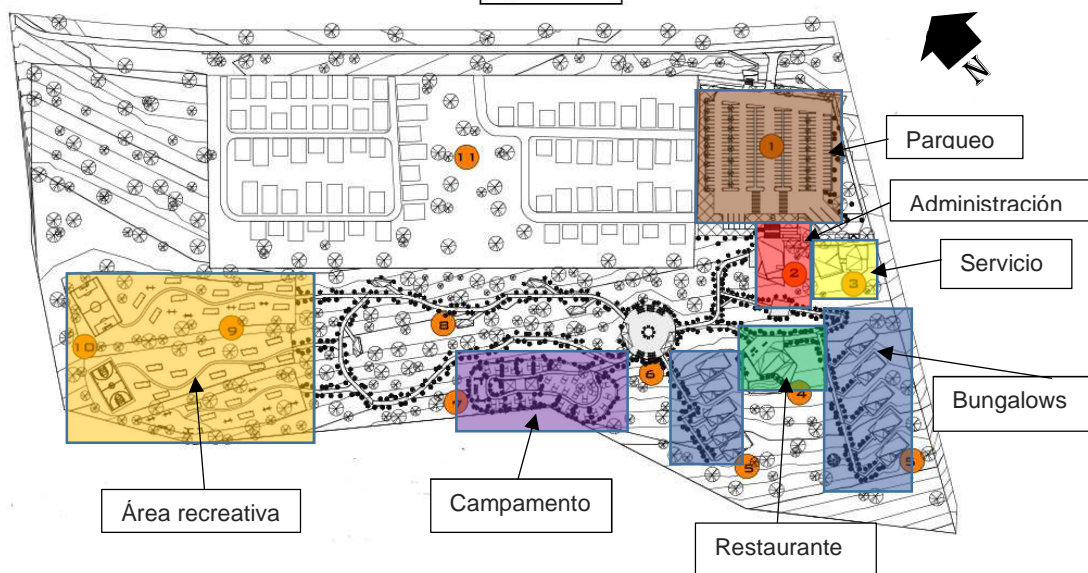 N
Parqueo
Administración
Servicio
Bungalows
Restaurante
Campamento
Área recreativa
1
2
3
4
5
5
6
7
8
9
10
11